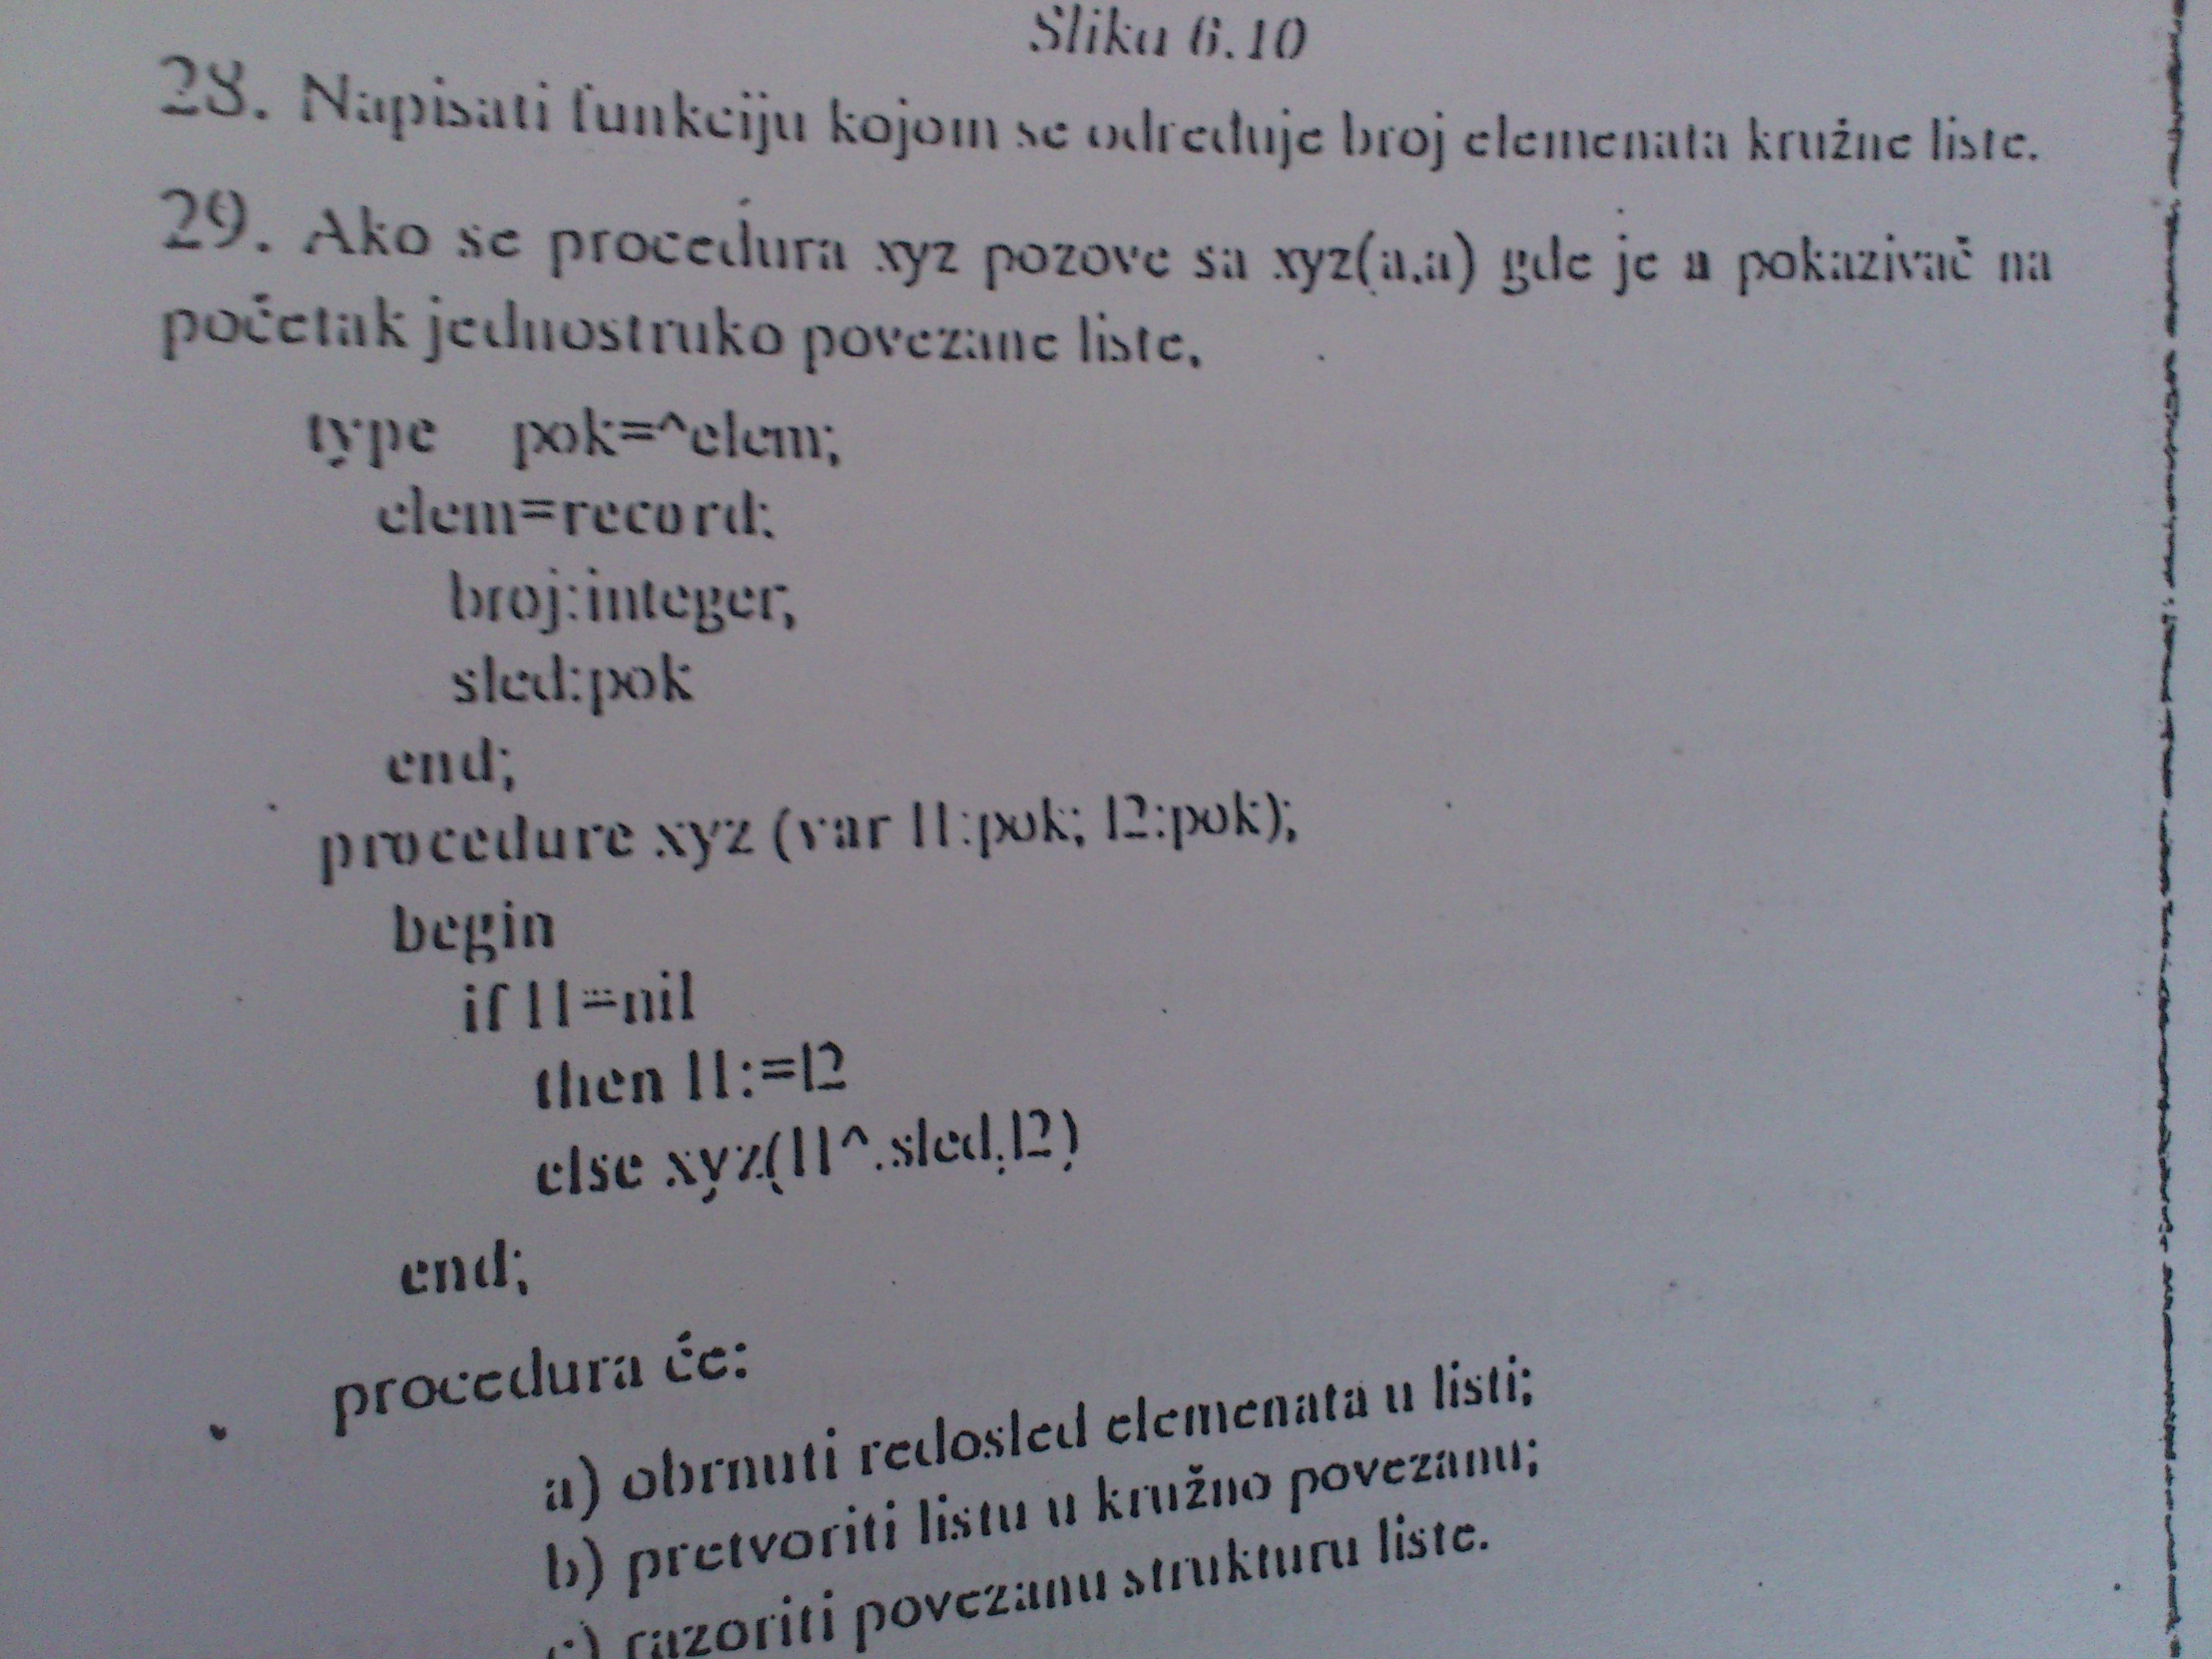 Slika 6.10
28. Napisati funkciju kojom se određuje broj elemenata kružne liste.
29. Ako se procedura xyz pozove sa xyz(a,a) gde je a pokazivač na
početak jednostruko povezane liste,
type pok=^elem;
elem=record;
broj:integer;
sled:pok
end;
procedure xyz (var l1:pok; l2:pok);
begin
if l1=nil
then l1:=l2
else xyz(l1^.sled,l2)
end;
procedura će:
a) obrnuti redosled elemenata u listi;
b) pretvoriti listu u kružno povezanu;
c) razoriti povezanu strukturu liste.